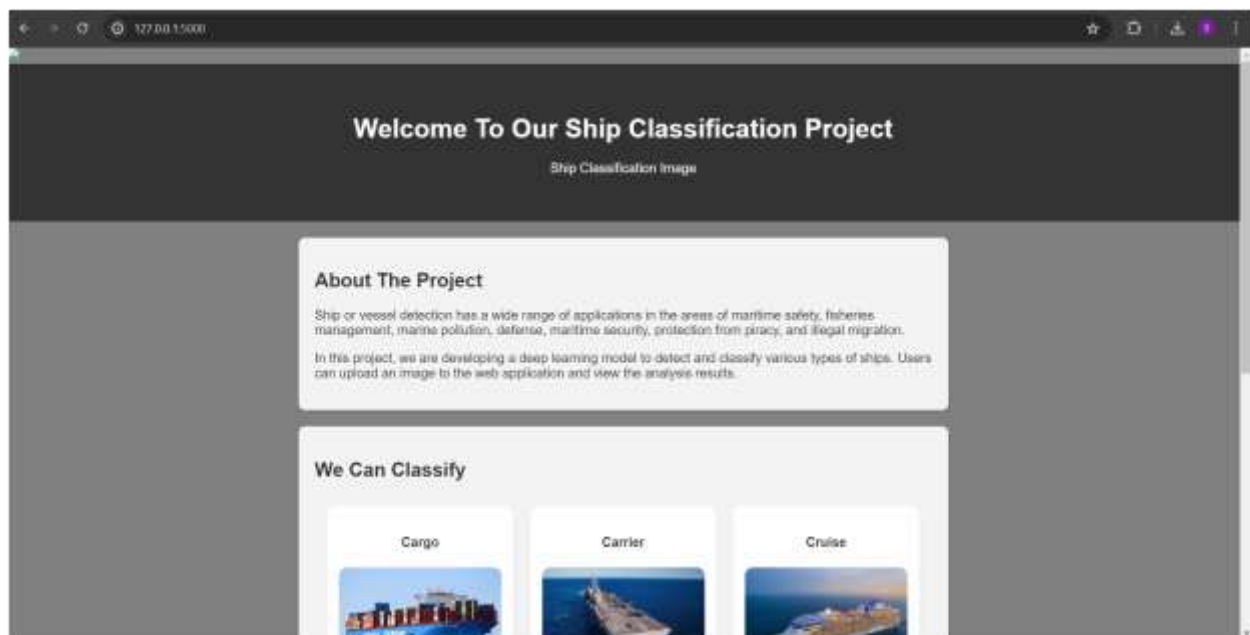 127.0.0.1:5000
Welcome To Our Ship Classification Project
Ship Classification Image
About The Project
Ship or vessel detection has a wide range of applications in the areas of maritime safety, fisheries
management, marine pollution, defense, maritime security, protection from piracy, and illegal migration.
In this project, we are developing a deep learning model to detect and classify various types of ships. Users
can upload an image to the web application and view the analysis results.
We Can Classify
Cargo
Carrier
Cruise